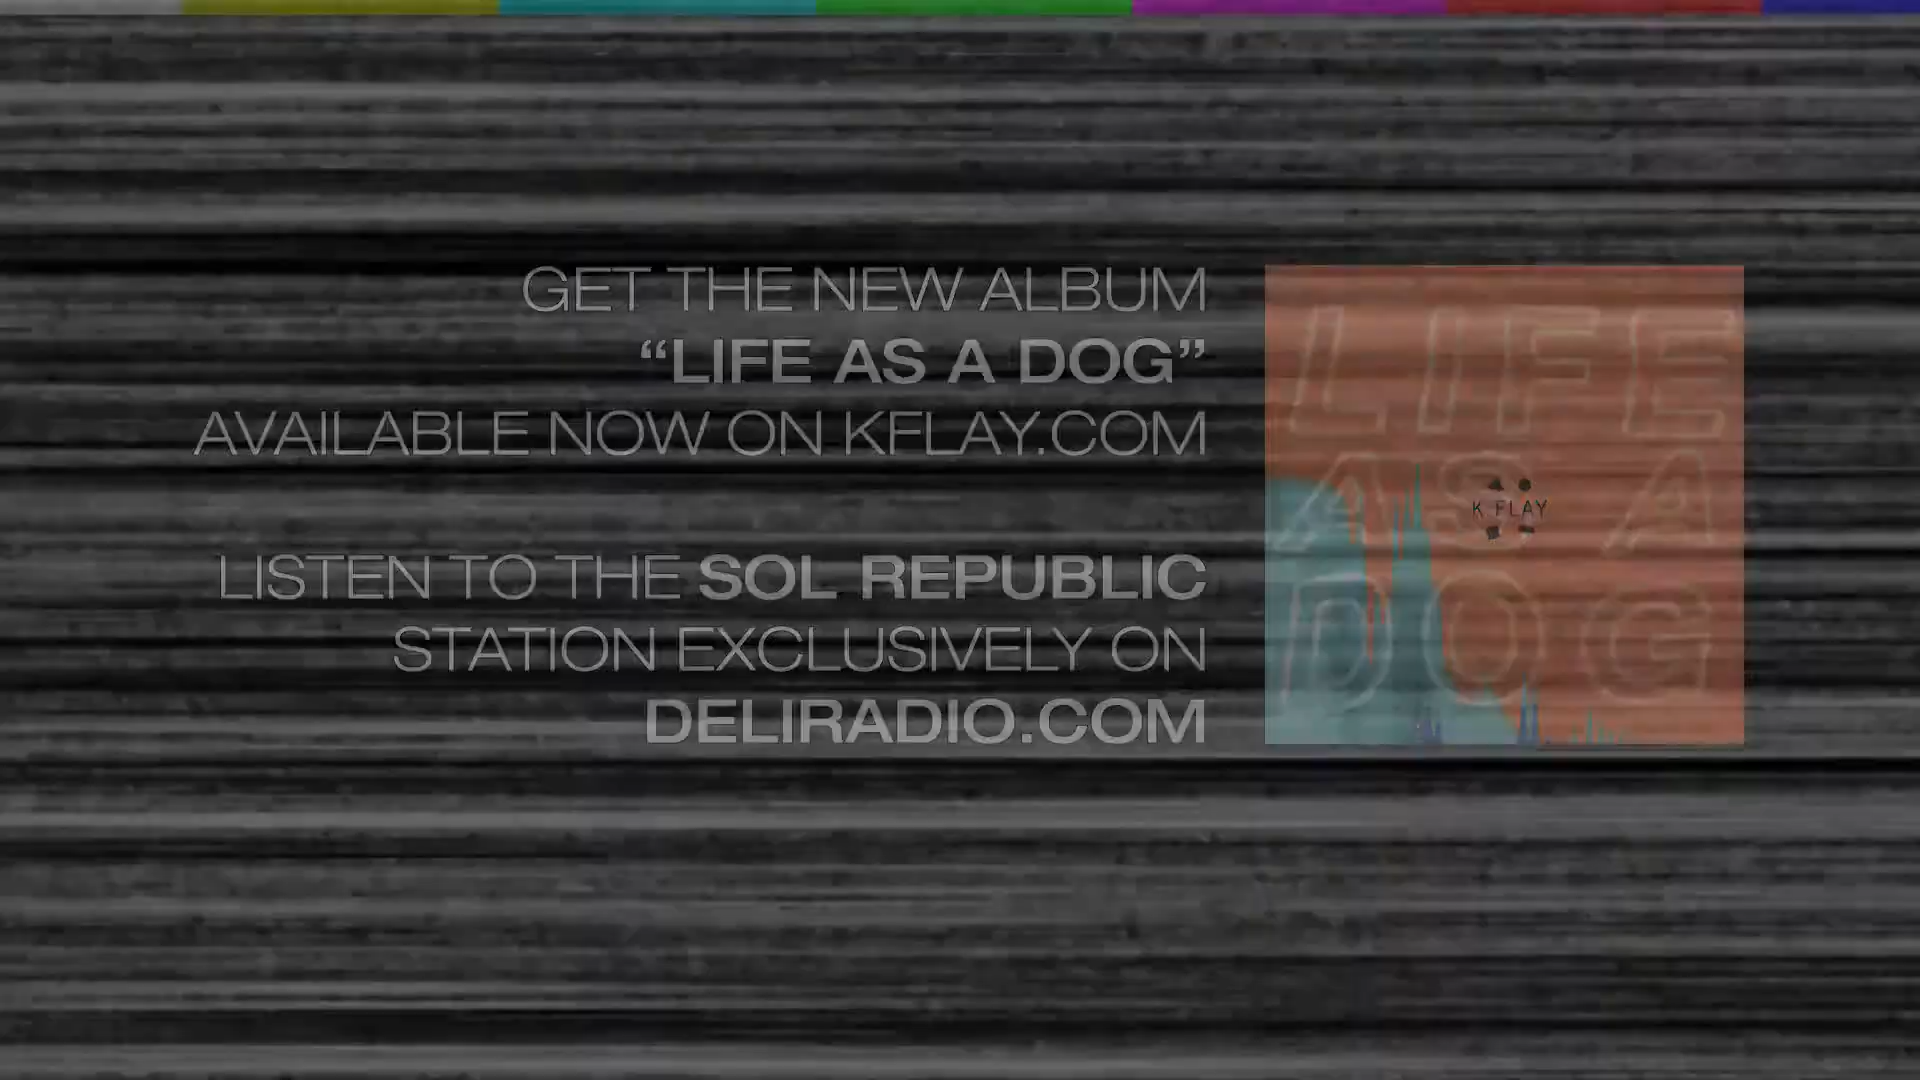 GET THE NEW ALBUM
“LIFE AS A DOG”
AVAILABLE NOW ON KFLAY.COM
LISTEN TO THE SOL REPUBLIC
STATION EXCLUSIVELY ON
DELIRADIO.COM
LIFE
AS A
K FLAY
DOG